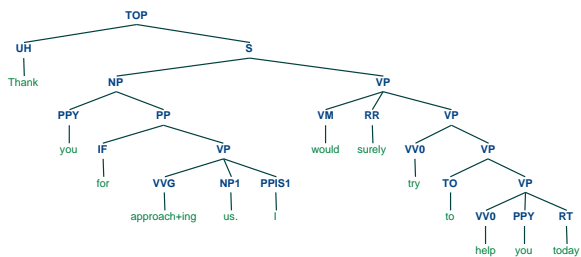 TOP
UH S
Thank NP VP
PPY PP VM RR VP
you IF VP would surely VV0 VP
for VVG NP1 PPIS1 try TO VP
approach+ing us. I to VV0 PPY RT
help you today